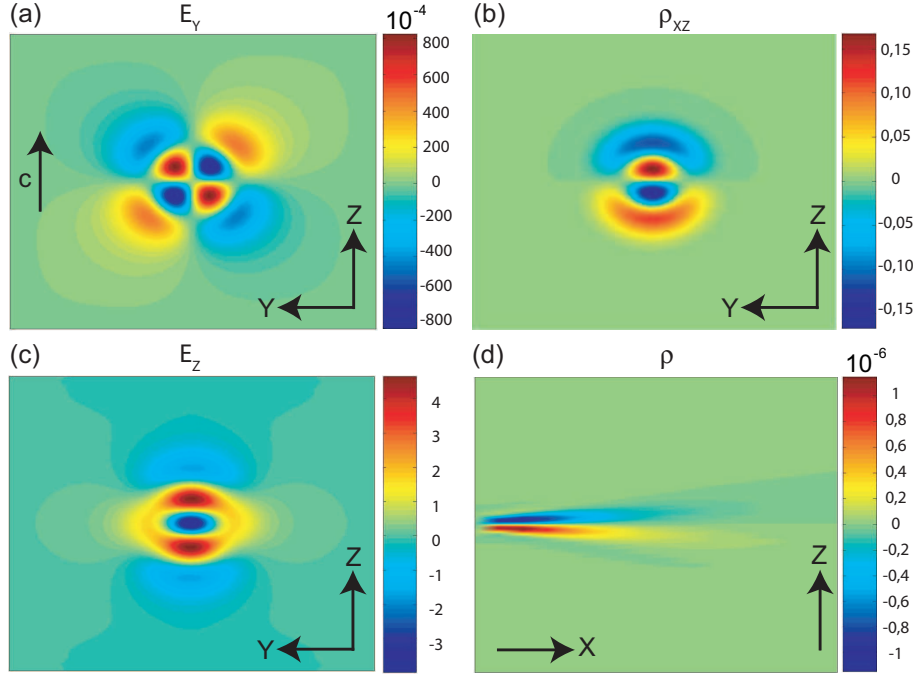 (a)
E_Y
10^-4
800
600
400
200
0
-200
-400
-600
-800
c
Z
Y
(b)
ρ_XZ
0,15
0,10
0,05
0
-0,05
-0,10
-0,15
Z
Y
(c)
E_Z
4
3
2
1
0
-1
-2
-3
Z
Y
(d)
ρ
10^-6
1
0,8
0,6
0,4
0,2
0
-0,2
-0,4
-0,6
-0,8
-1
X
Z